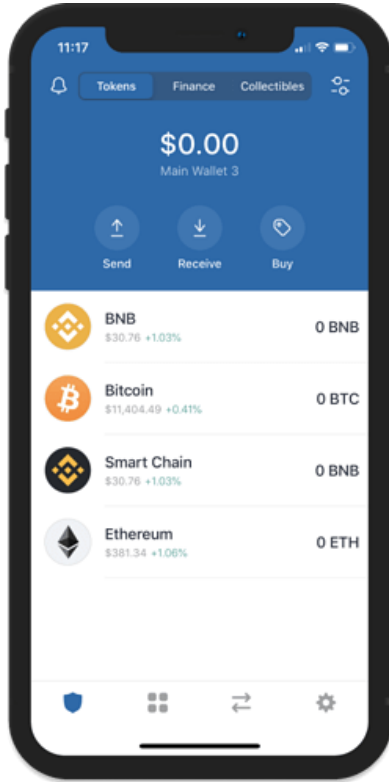 11:17
Tokens Finance Collectibles
$0.00
Main Wallet 3
Send Receive Buy
BNB
$30.76 +1.03%
0 BNB
Bitcoin
$11,404.49 +0.41%
0 BTC
Smart Chain
$30.76 +1.03%
0 BNB
Ethereum
$381.34 +1.06%
0 ETH